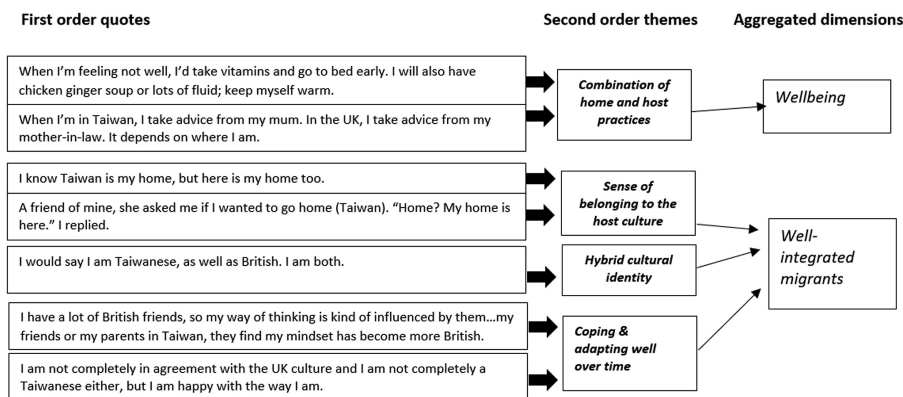 First order quotes
Second order themes
Aggregated dimensions
When I’m feeling not well, I’d take vitamins and go to bed early. I will also have
chicken ginger soup or lots of fluid; keep myself warm.
When I’m in Taiwan, I take advice from my mum. In the UK, I take advice from my
mother-in-law. It depends on where I am.
Combination of
home and host
practices
Wellbeing
I know Taiwan is my home, but here is my home too.
A friend of mine, she asked me if I wanted to go home (Taiwan). “Home? My home is
here.” I replied.
Sense of
belonging to the
host culture
I would say I am Taiwanese, as well as British. I am both.
Hybrid cultural
identity
Well-
integrated
migrants
I have a lot of British friends, so my way of thinking is kind of influenced by them…my
friends or my parents in Taiwan, they find my mindset has become more British.
I am not completely in agreement with the UK culture and I am not completely a
Taiwanese either, but I am happy with the way I am.
Coping &
adapting well
over time